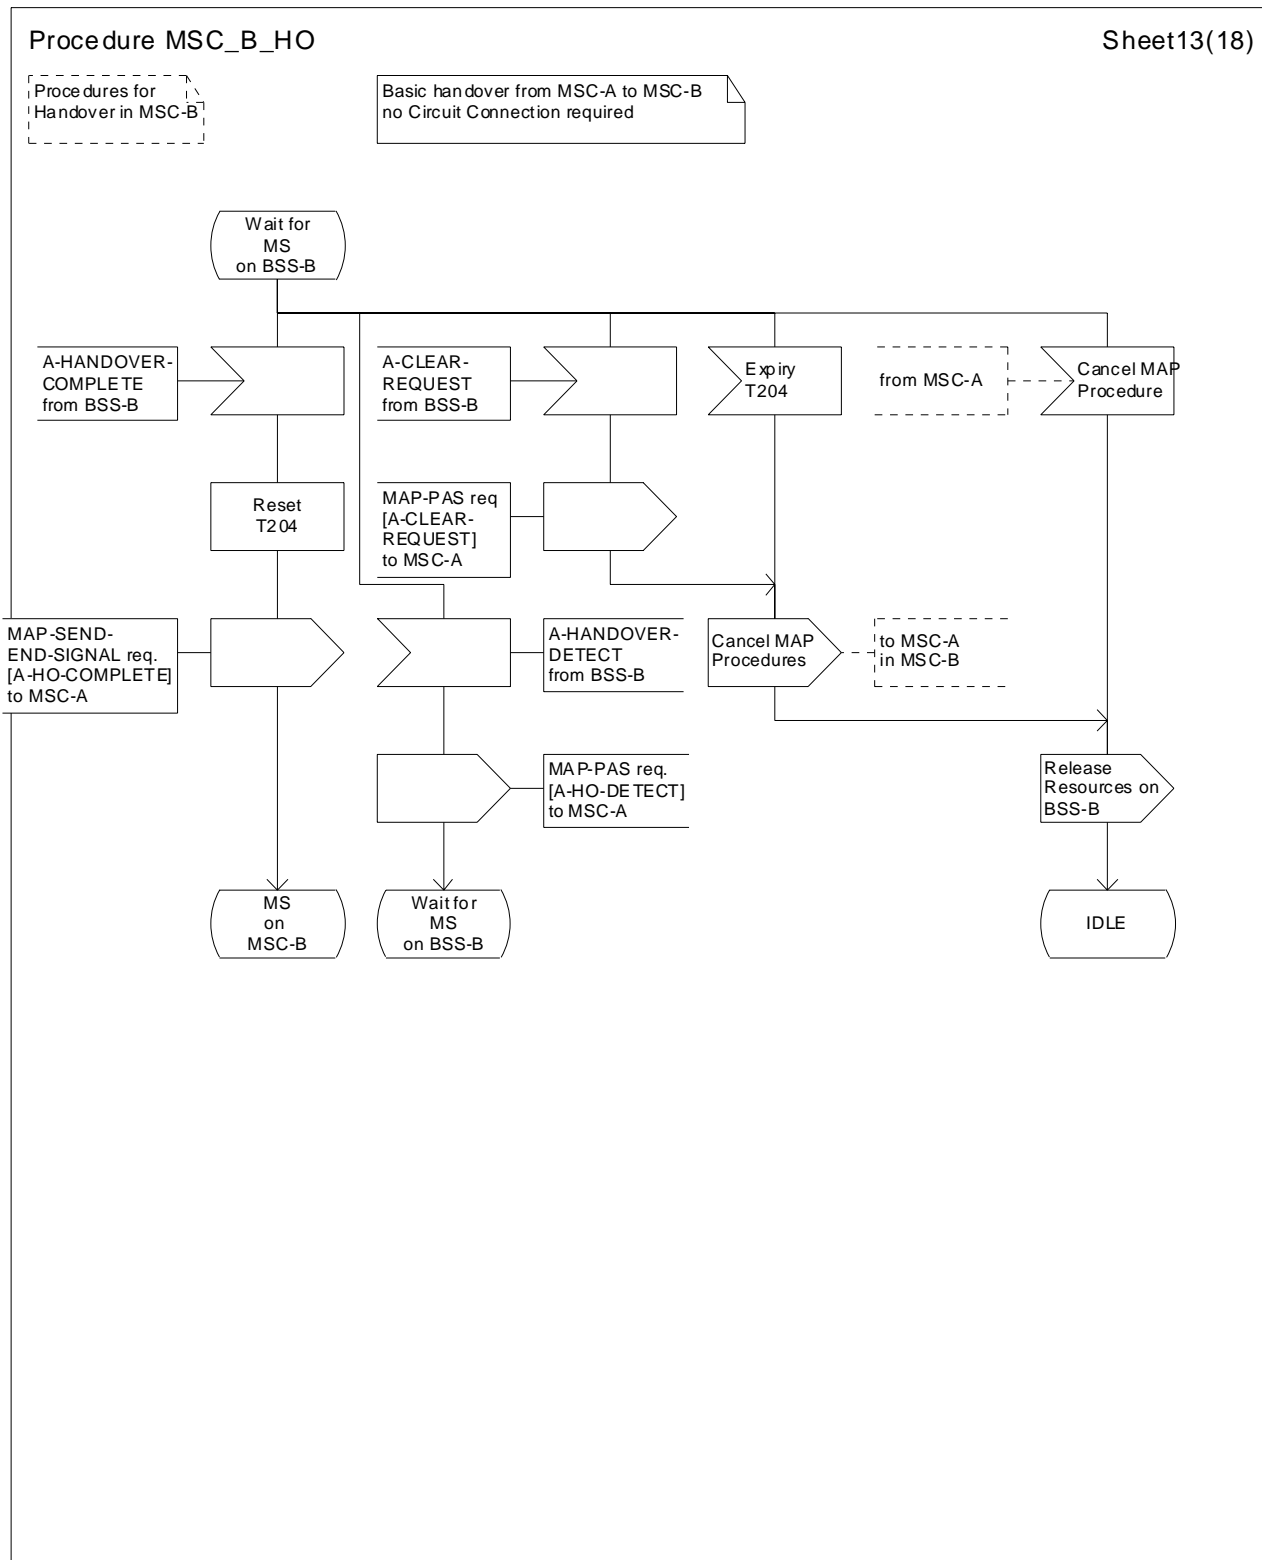 Procedure MSC_B_HO
Sheet13(18)
Procedures for
Handover in MSC-B
Basic handover from MSC-A to MSC-B
no Circuit Connection required
Wait for
MS
on BSS-B
A-HANDOVER-
COMPLETE
from BSS-B
A-CLEAR-
REQUEST
from BSS-B
Expiry
T204
from MSC-A
Cancel MAP
Procedure
Reset
T204
MAP-PAS req
[A-CLEAR-
REQUEST]
to MSC-A
MAP-SEND-
END-SIGNAL req.
[A-HO-COMPLETE]
to MSC-A
A-HANDOVER-
DETECT
from BSS-B
Cancel MAP
Procedures
to MSC-A
in MSC-B
MAP-PAS req.
[A-HO-DETECT]
to MSC-A
Release
Resources on
BSS-B
MS
on
MSC-B
Wait for
MS
on BSS-B
IDLE